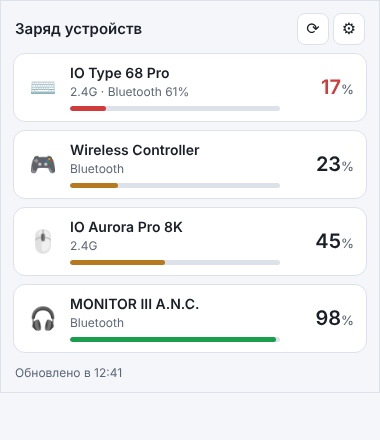 Заряд устройств
IO Type 68 Pro
2.4G · Bluetooth 61%
17%
Wireless Controller
Bluetooth
23%
IO Aurora Pro 8K
2.4G
45%
MONITOR III A.N.C.
Bluetooth
98%
Обновлено в 12:41